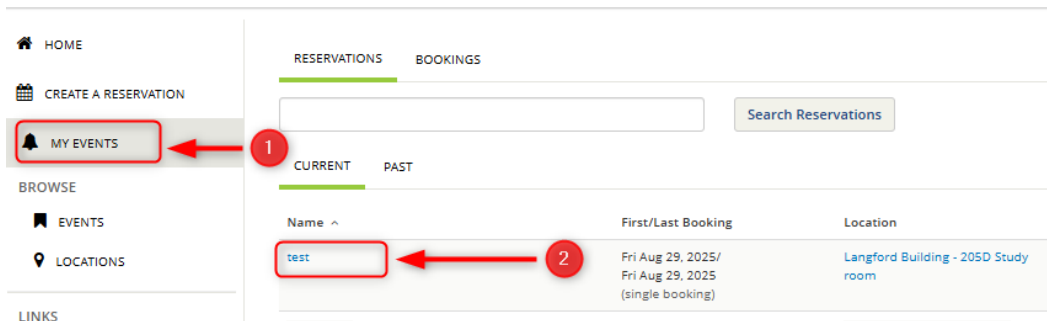 HOME
CREATE A RESERVATION
MY EVENTS
1
BROWSE
EVENTS
LOCATIONS
LINKS
RESERVATIONS BOOKINGS
Search Reservations
CURRENT PAST
Name First/Last Booking Location
test
2
Fri Aug 29, 2025/
Fri Aug 29, 2025
(single booking)
Langford Building - 205D Study
room